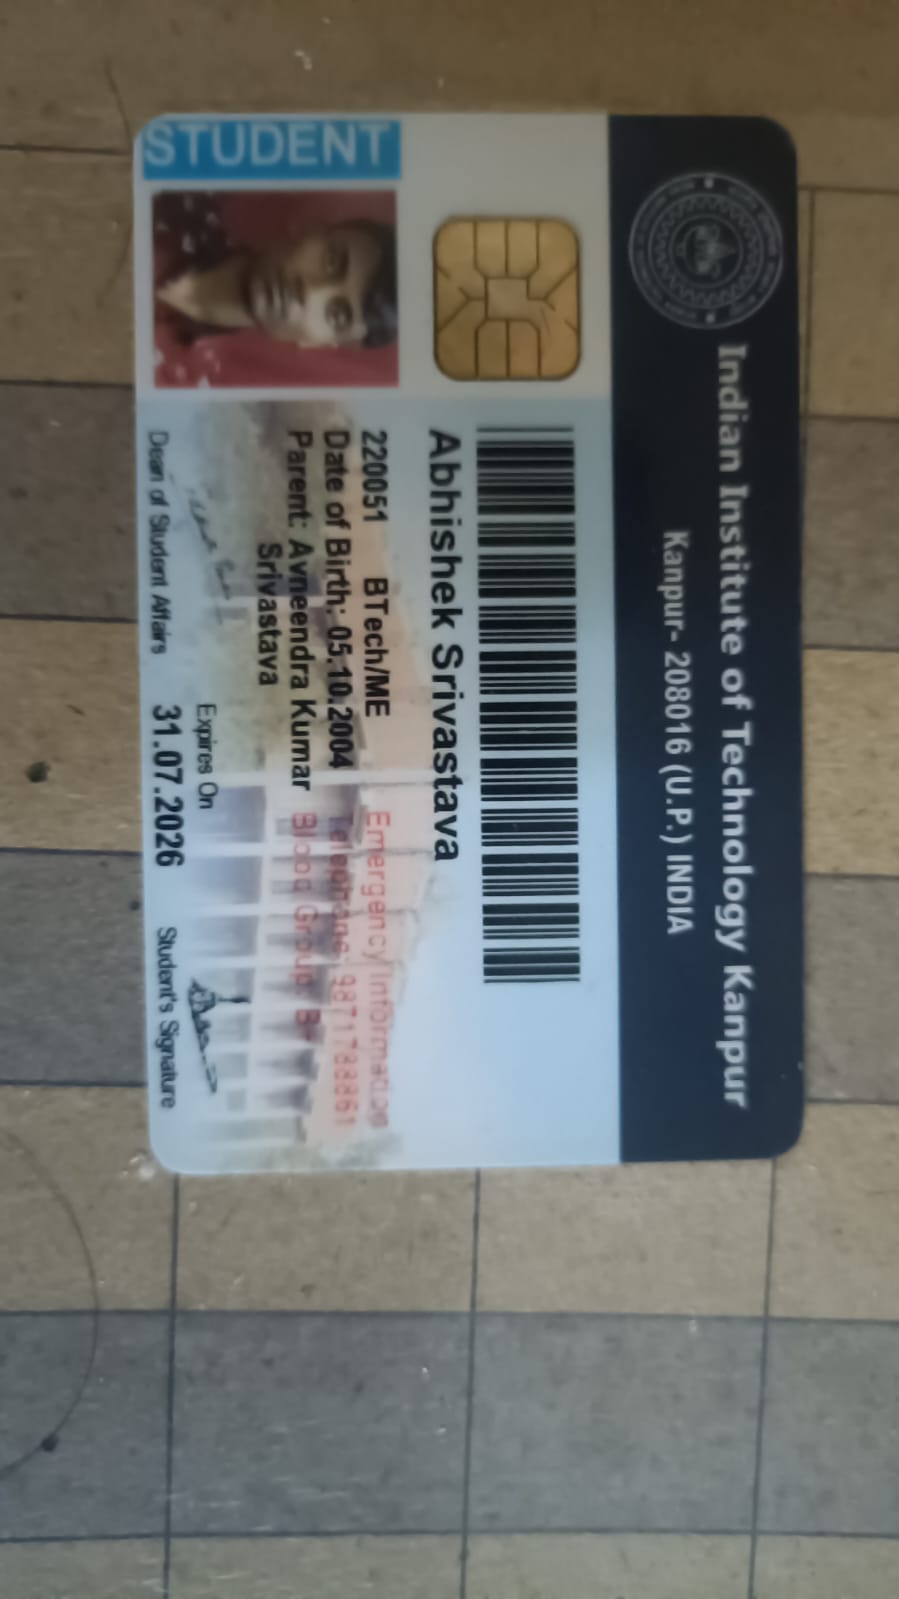 Indian Institute of Technology Kanpur
Kanpur- 208016 (U.P.) INDIA
STUDENT
Abhishek Srivastava
220051 BTech/ME
Date of Birth: 05.10.2004
Parent: Avneendra Kumar
Srivastava
Emergency Information
Telephone: 9871788861
Blood Group: B-
Expires On
Dean of Student Affairs 31.07.2026 Student's Signature